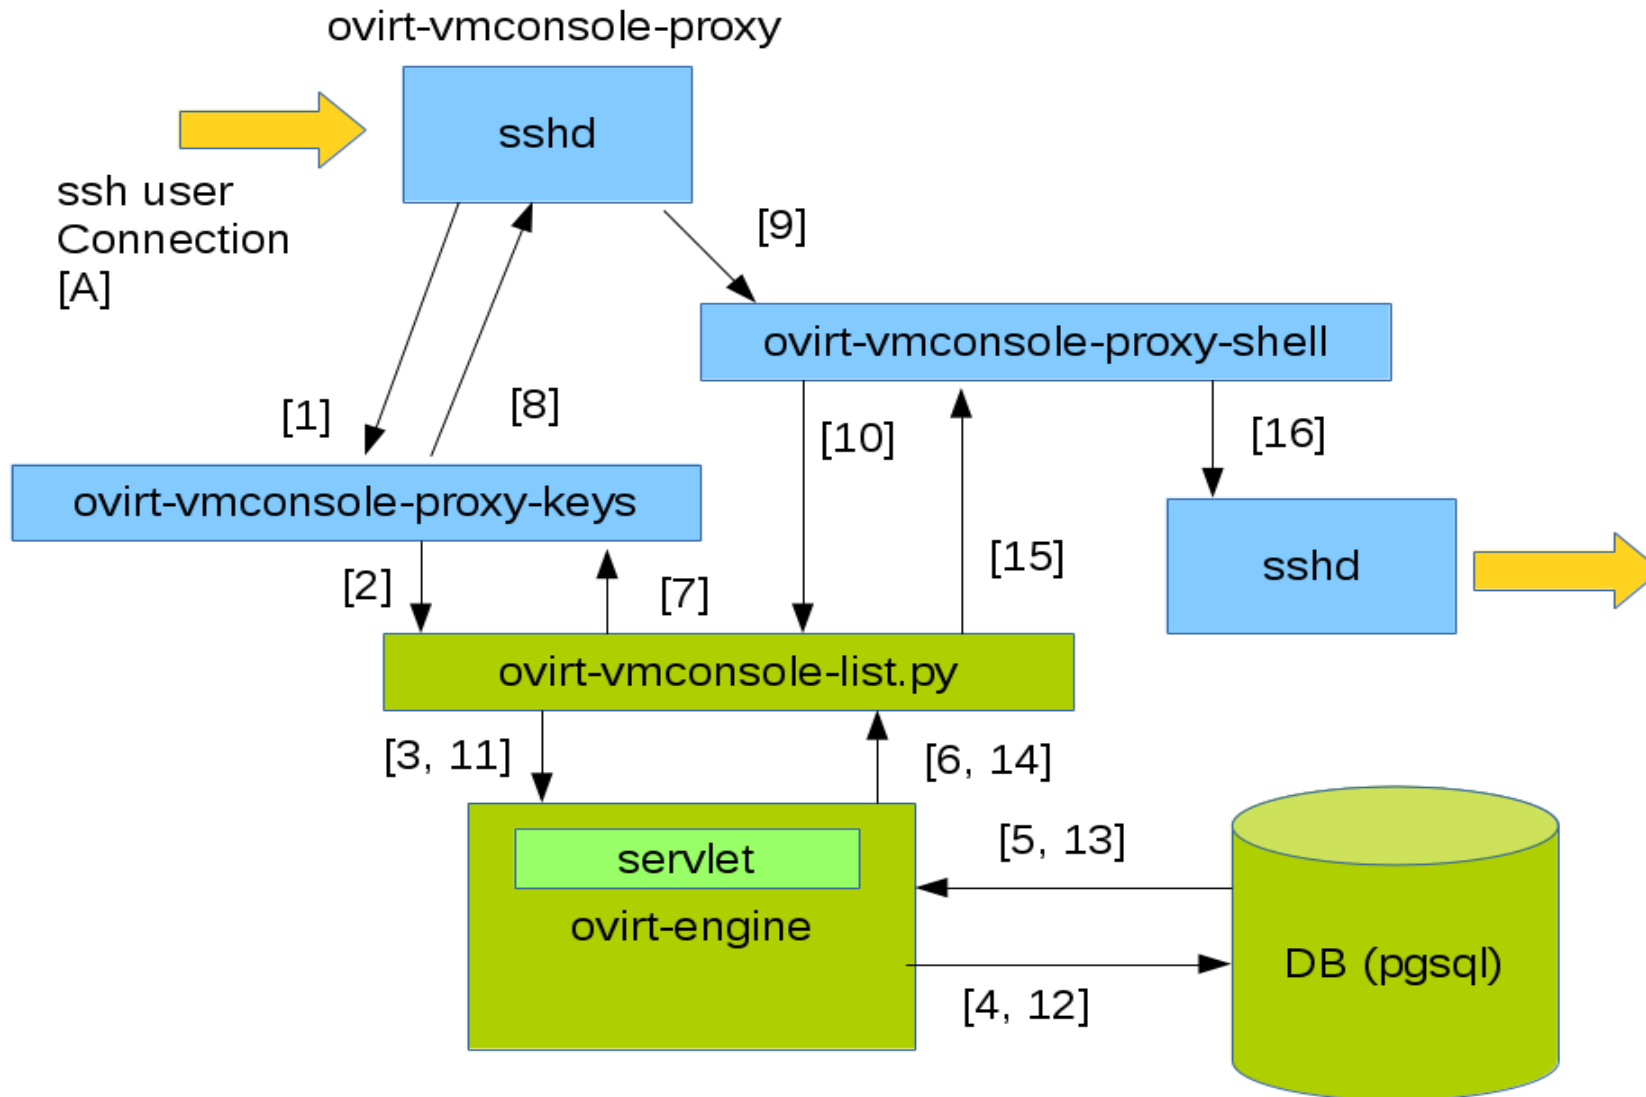 ovirt-vmconsole-proxy
sshd
ssh user
Connection
[A]
[9]
ovirt-vmconsole-proxy-shell
[1]
[8]
[10]
[16]
ovirt-vmconsole-proxy-keys
[2]
[7]
[15]
sshd
ovirt-vmconsole-list.py
[3, 11]
[6, 14]
servlet
ovirt-engine
[5, 13]
[4, 12]
DB (pgsql)